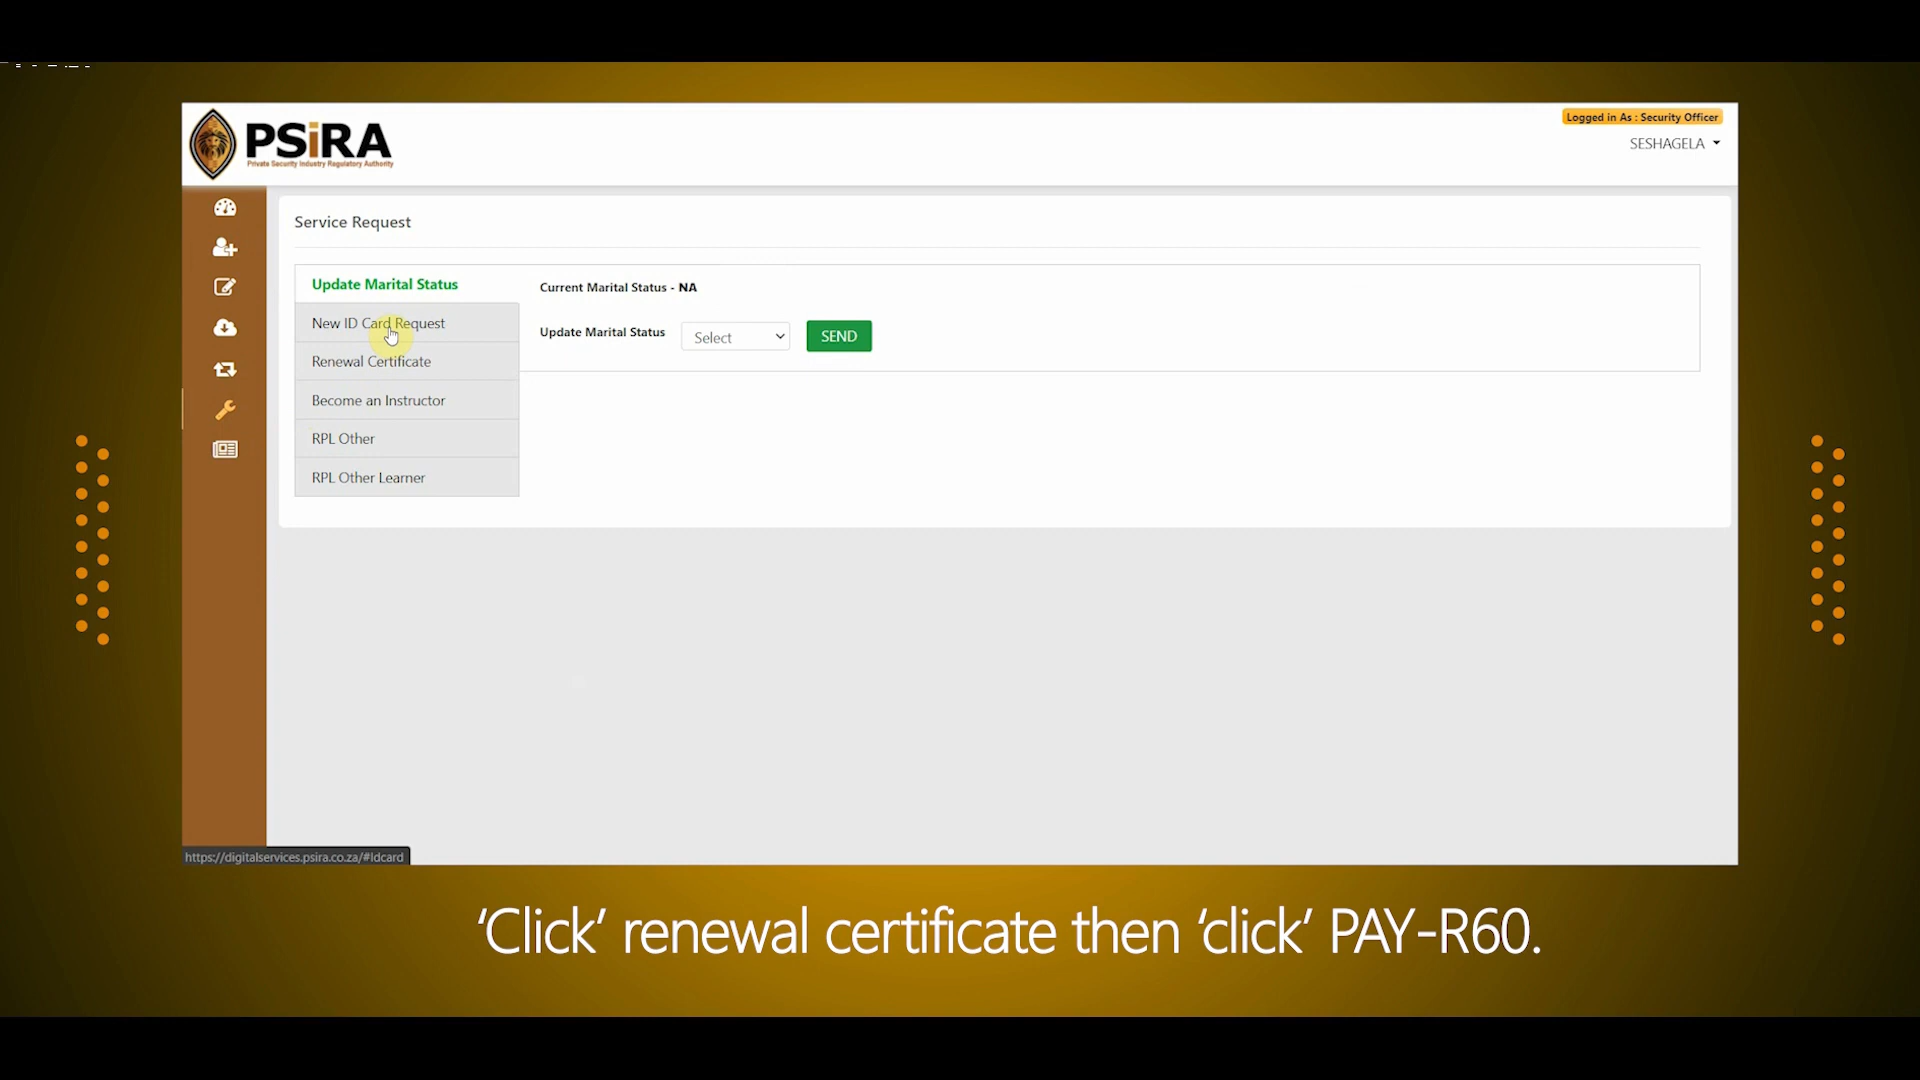 PSiRA
Private Security Industry Regulatory Authority
Logged in As : Security Officer
SESHAGELA
Service Request
Update Marital Status
New ID Card Request
Renewal Certificate
Become an Instructor
RPL Other
RPL Other Learner
Current Marital Status - NA
Update Marital Status
Select
SEND
https://digitalservices.psira.co.za/#Idcard
‘Click’ renewal certificate then ‘click’ PAY-R60.